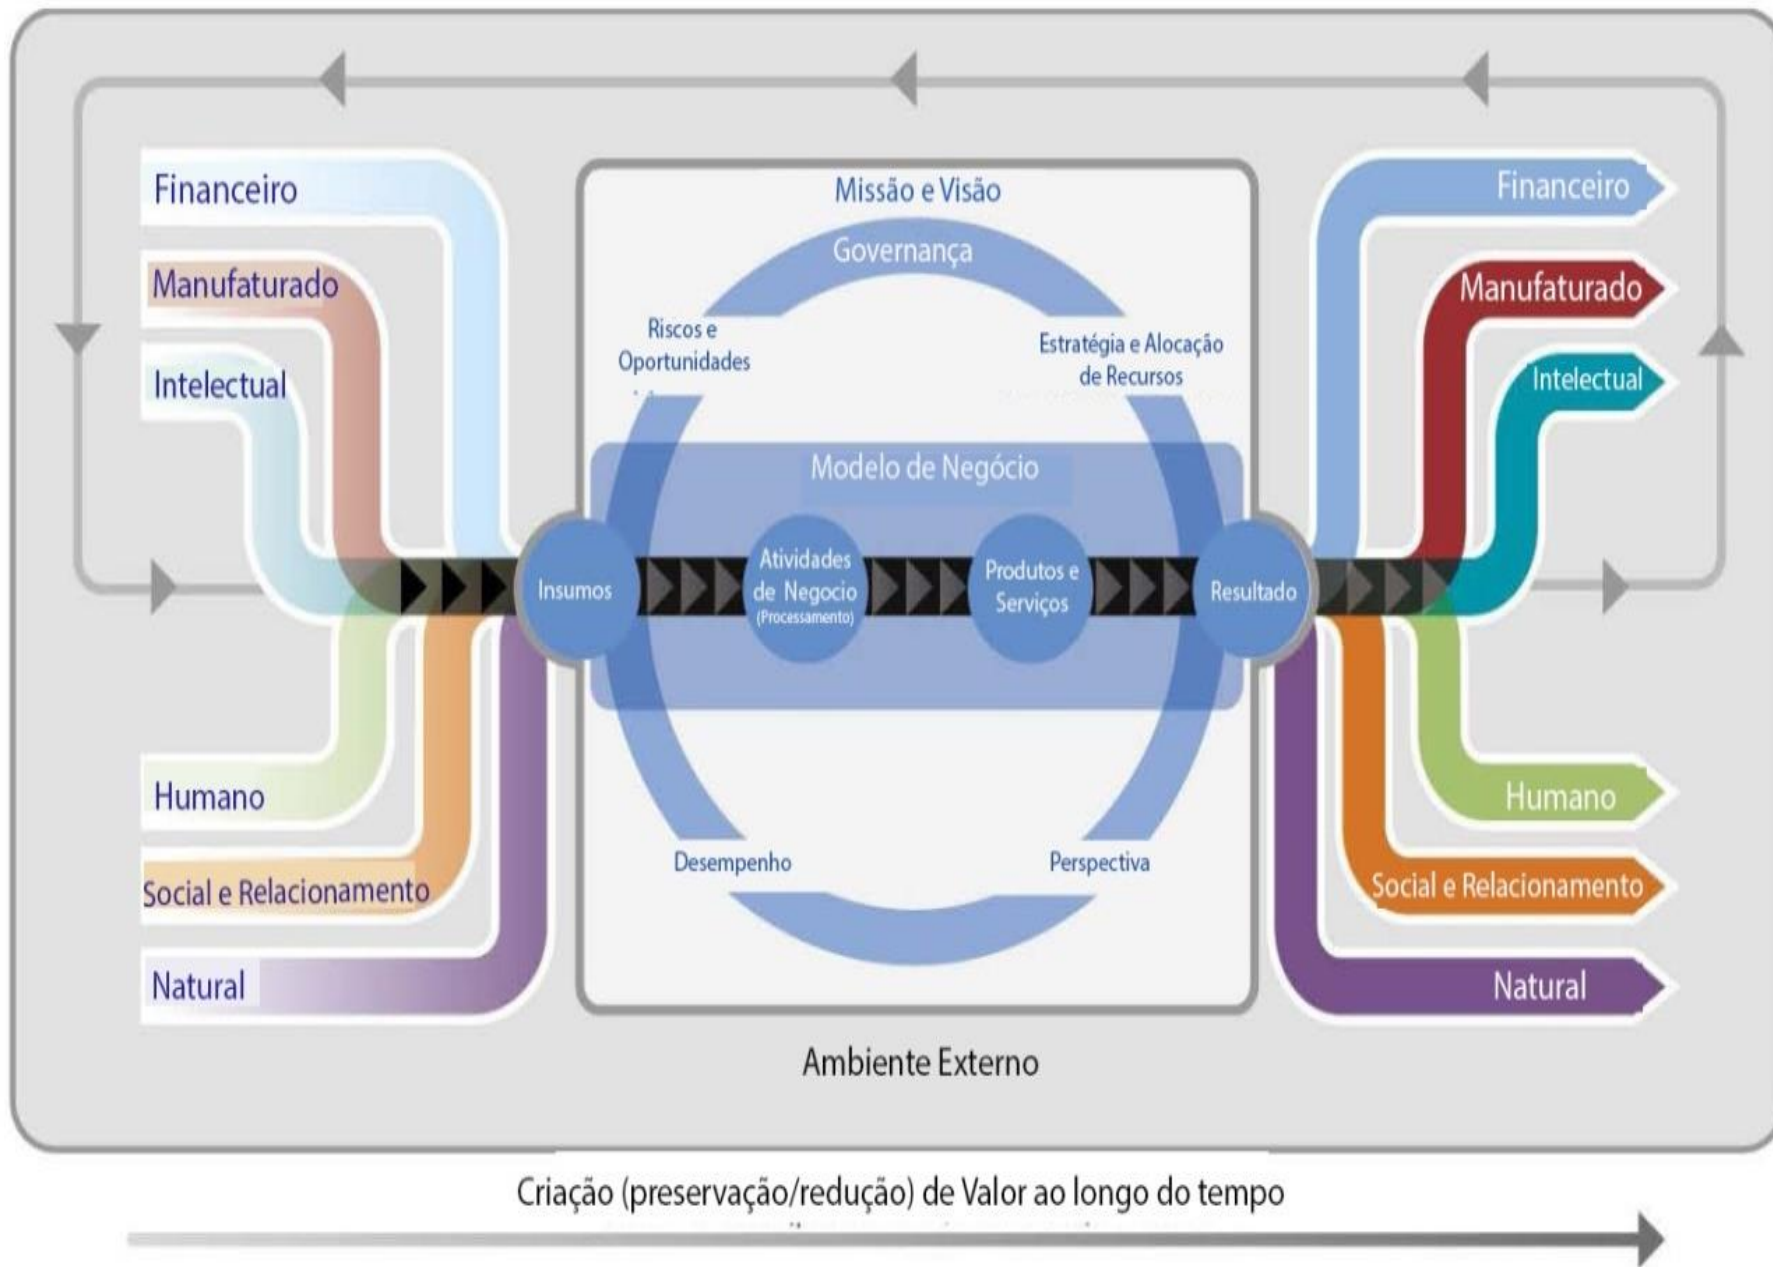 Financeiro
Manufaturado
Intelectual
Humano
Social e Relacionamento
Natural
Missão e Visão
Governança
Riscos e
Oportunidades
Estratégia e Alocação
de Recursos
Modelo de Negócio
Insumos
Atividades
de Negocio
(Processamento)
Produtos e
Serviços
Resultado
Desempenho
Perspectiva
Financeiro
Manufaturado
Intelectual
Humano
Social e Relacionamento
Natural
Ambiente Externo
Criação (preservação/redução) de Valor ao longo do tempo